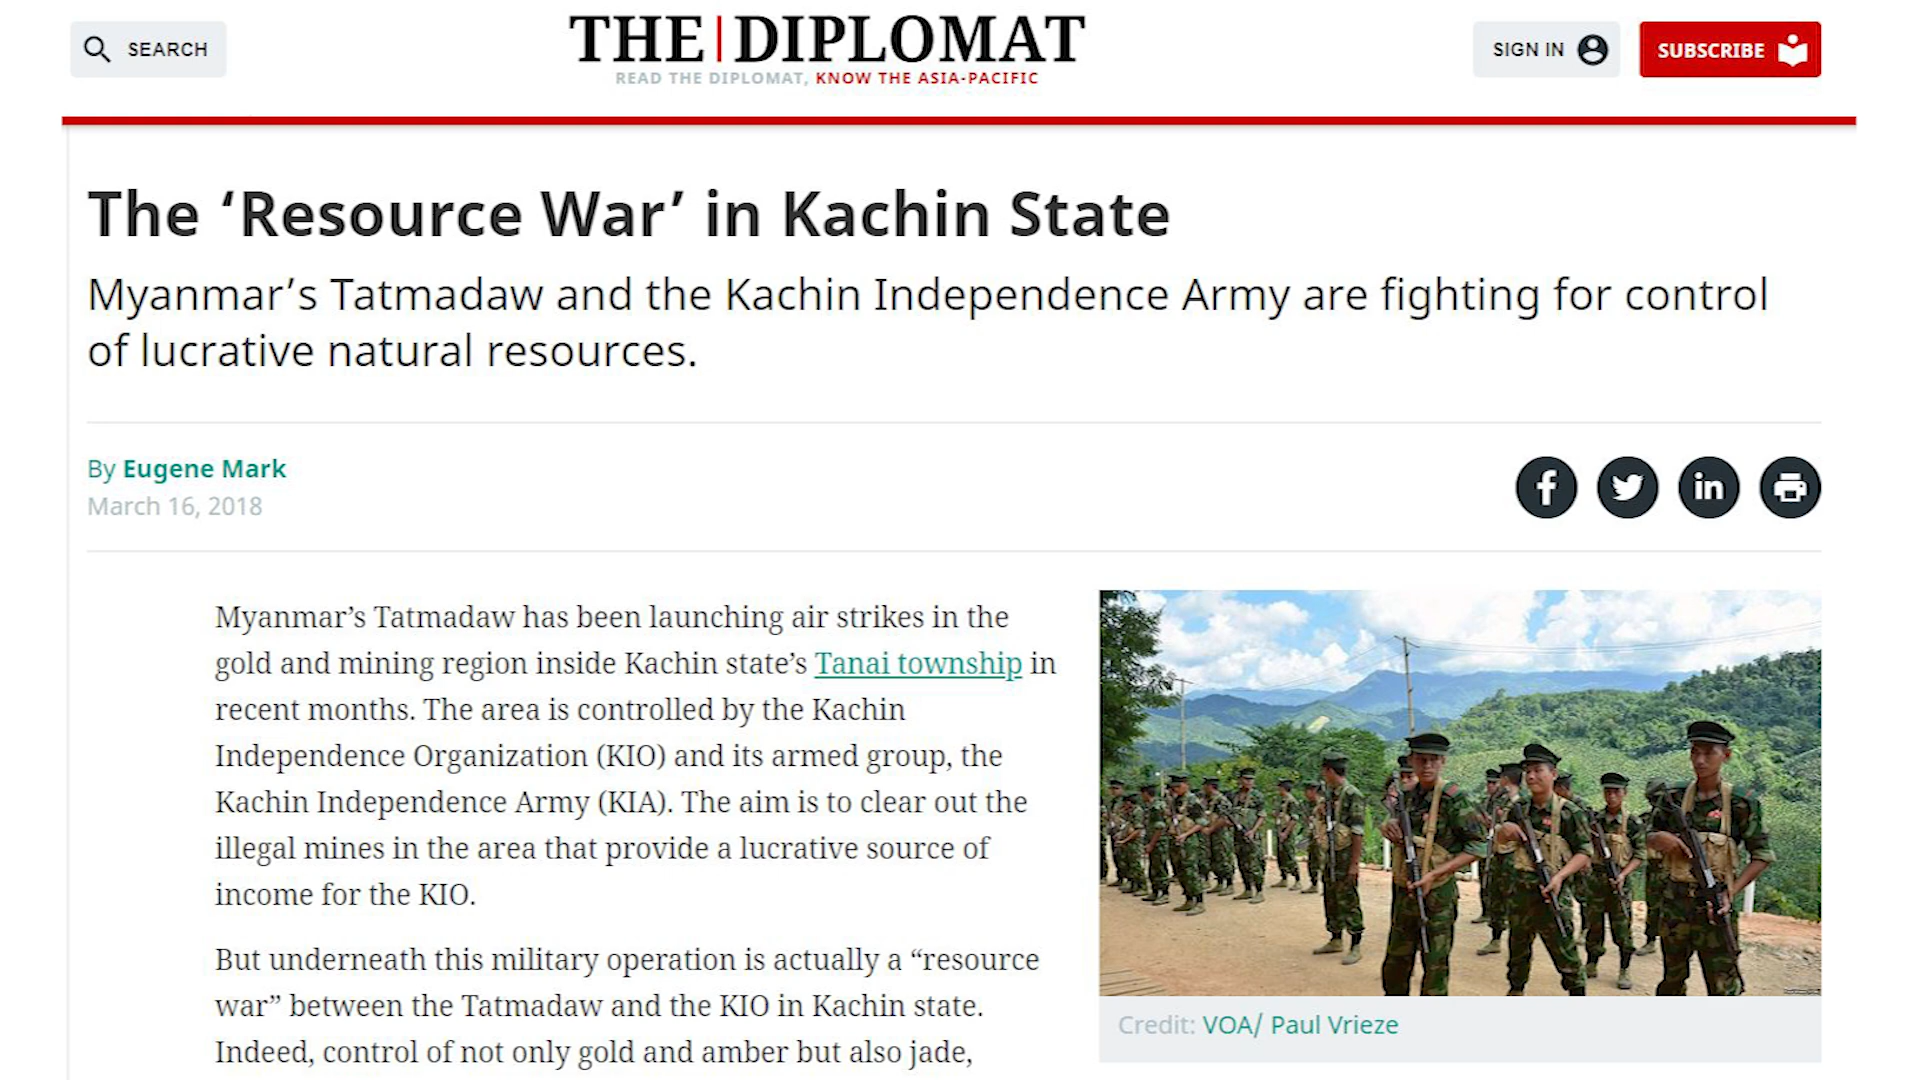 SEARCH
THE|DIPLOMAT
READ THE DIPLOMAT, KNOW THE ASIA-PACIFIC
SIGN IN
SUBSCRIBE
The ‘Resource War’ in Kachin State
Myanmar’s Tatmadaw and the Kachin Independence Army are fighting for control
of lucrative natural resources.
By Eugene Mark
March 16, 2018
Myanmar’s Tatmadaw has been launching air strikes in the
gold and mining region inside Kachin state’s Tanai township in
recent months. The area is controlled by the Kachin
Independence Organization (KIO) and its armed group, the
Kachin Independence Army (KIA). The aim is to clear out the
illegal mines in the area that provide a lucrative source of
income for the KIO.
But underneath this military operation is actually a “resource
war” between the Tatmadaw and the KIO in Kachin state.
Indeed, control of not only gold and amber but also jade,
Credit: VOA/ Paul Vrieze